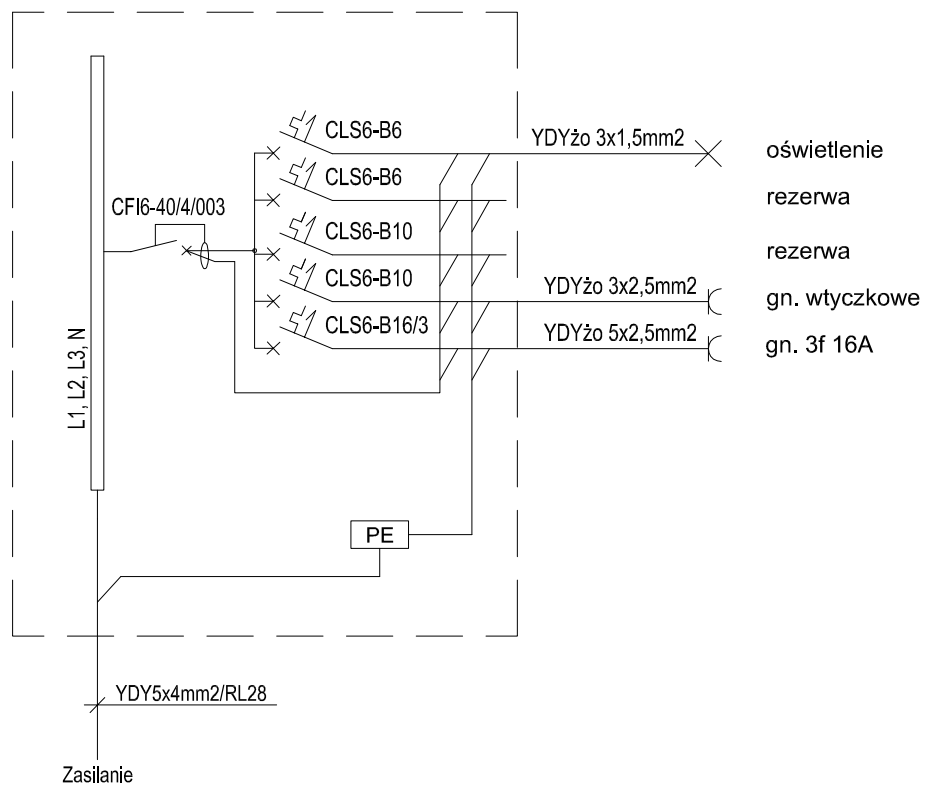 CLS6-B6
YDYżo 3x1,5mm2
oświetlenie
CLS6-B6
rezerwa
CFI6-40/4/003
CLS6-B10
rezerwa
CLS6-B10
YDYżo 3x2,5mm2
gn. wtyczkowe
CLS6-B16/3
YDYżo 5x2,5mm2
gn. 3f 16A
L1, L2, L3, N
PE
YDY5x4mm2/RL28
Zasilanie